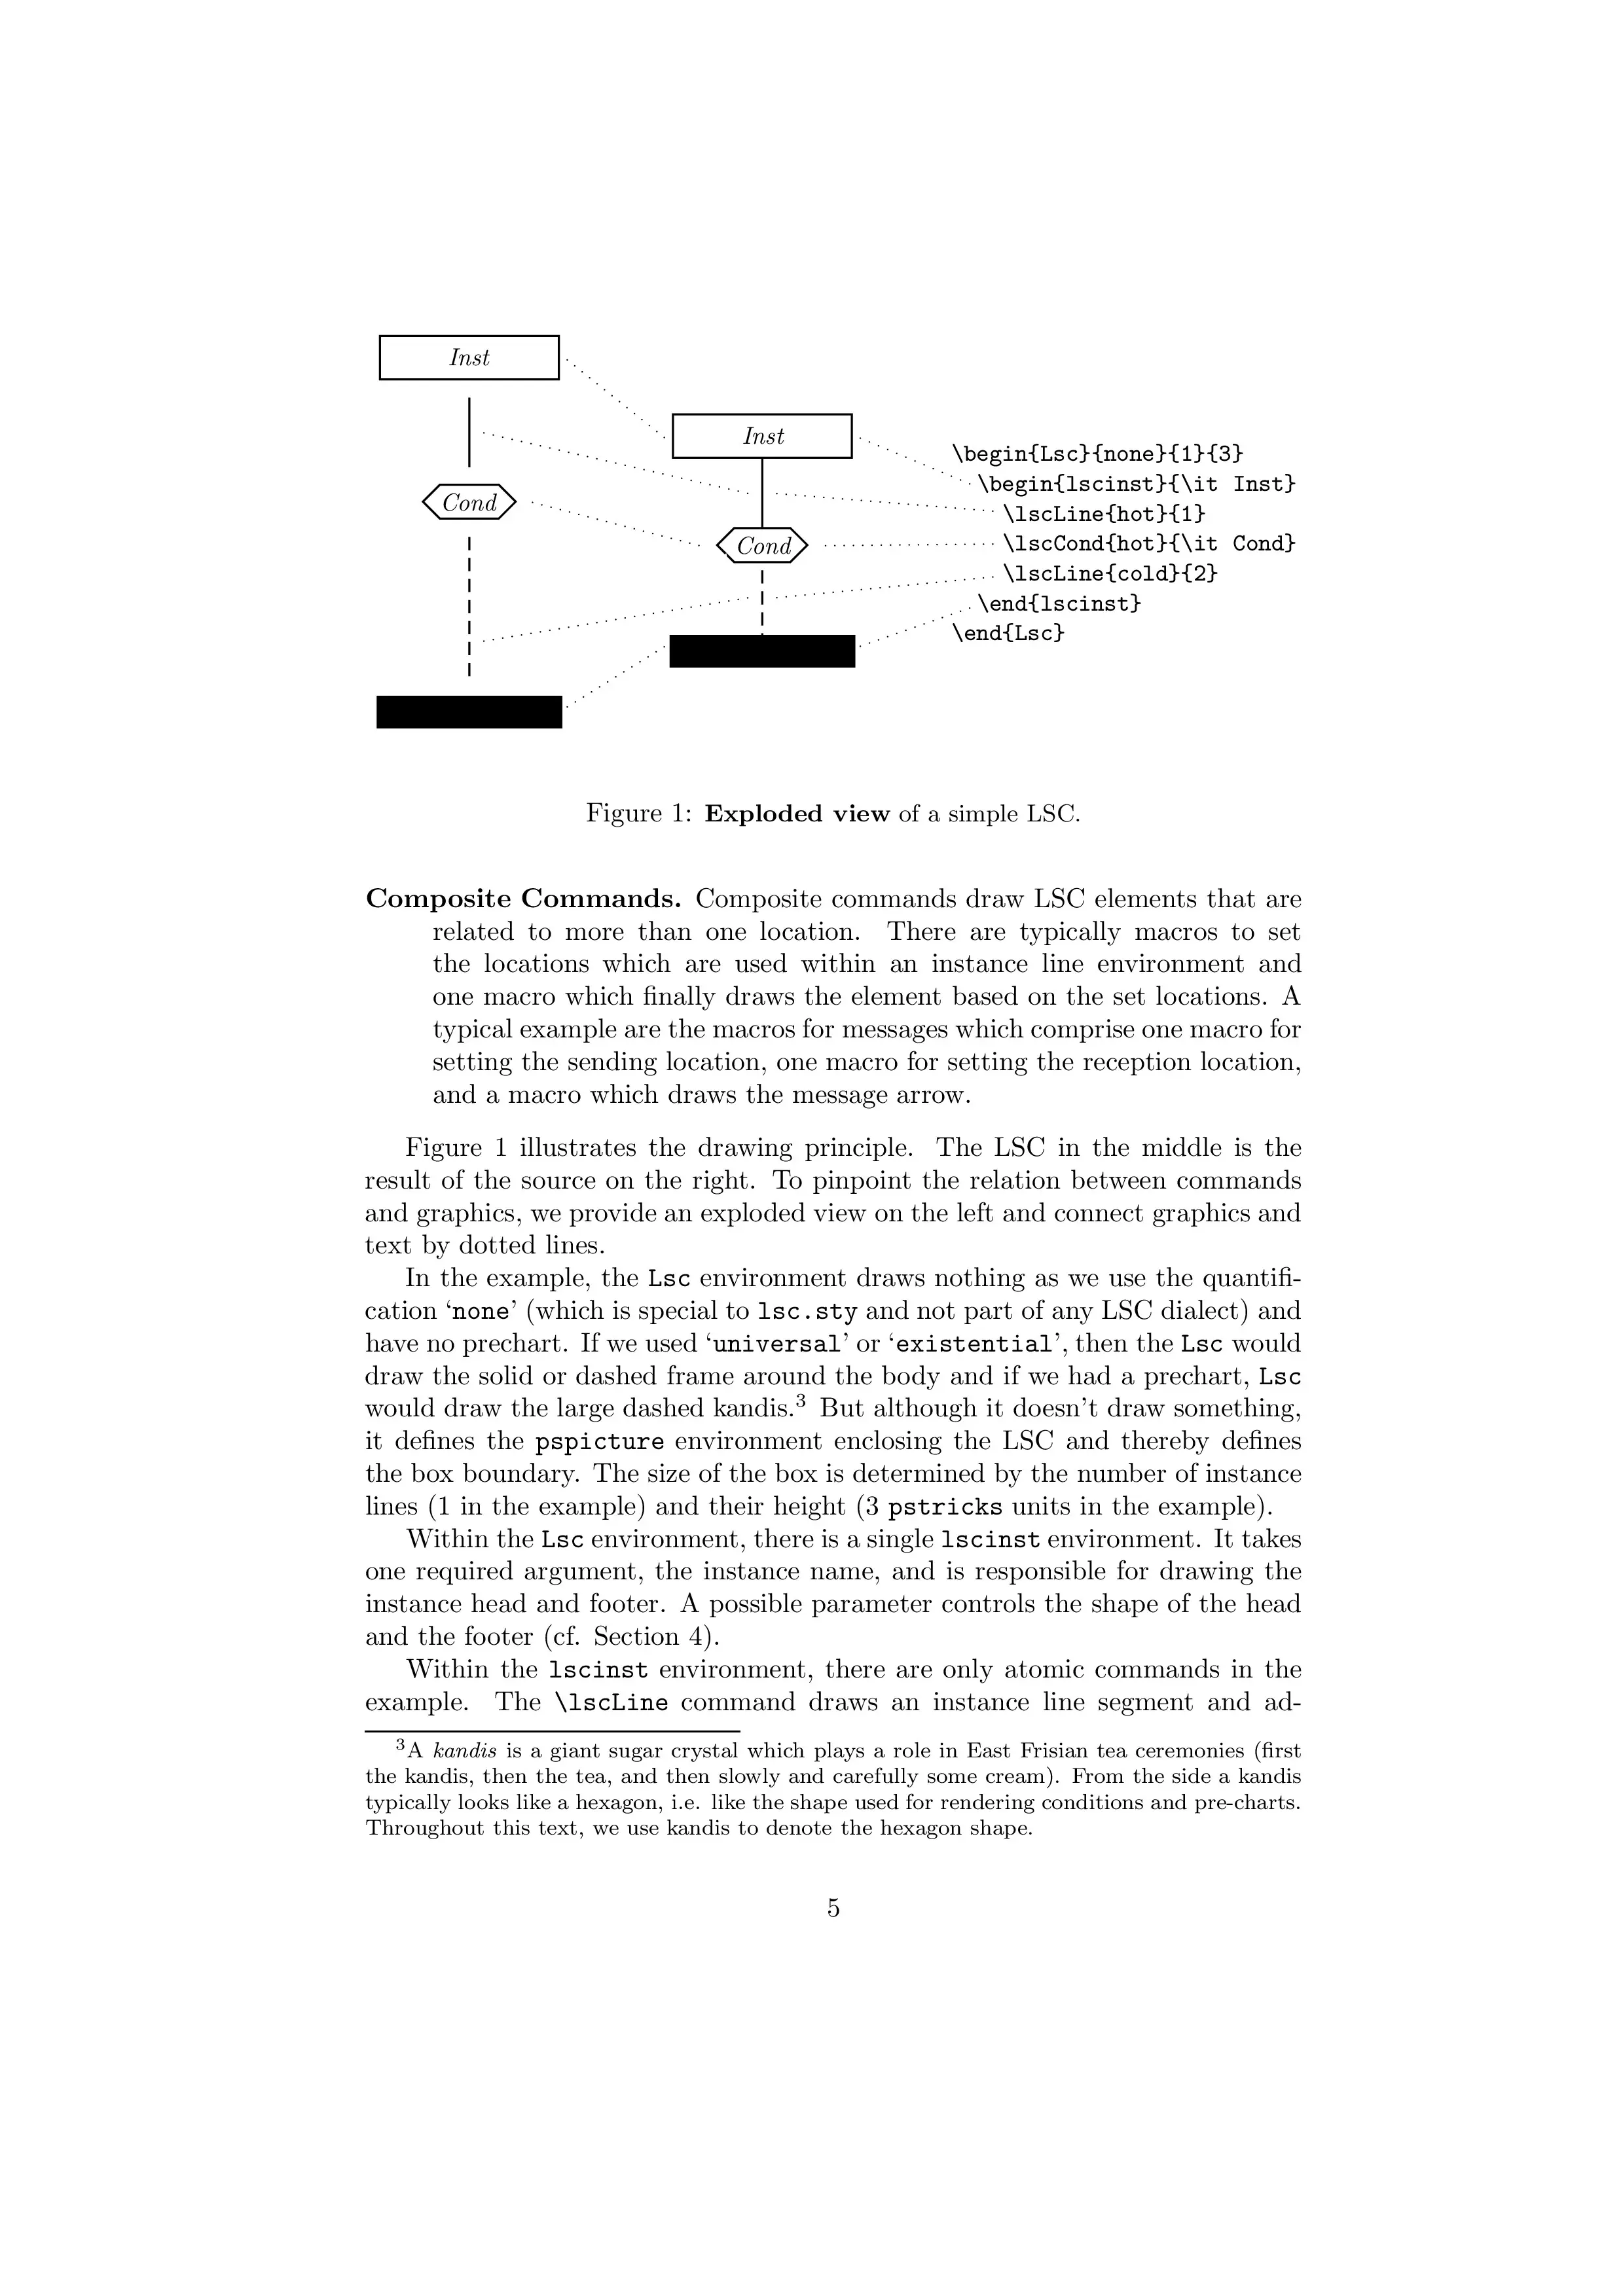 Inst
Inst
Cond
Cond
\begin{Lsc}{none}{1}{3}
\begin{lscinst}{\it Inst}
\lscLine{hot}{1}
\lscCond{hot}{\it Cond}
\lscLine{cold}{2}
\end{lscinst}
\end{Lsc}
Figure 1: Exploded view of a simple LSC.
Composite Commands. Composite commands draw LSC elements that are
related to more than one location. There are typically macros to set
the locations which are used within an instance line environment and
one macro which finally draws the element based on the set locations. A
typical example are the macros for messages which comprise one macro for
setting the sending location, one macro for setting the reception location,
and a macro which draws the message arrow.
Figure 1 illustrates the drawing principle. The LSC in the middle is the
result of the source on the right. To pinpoint the relation between commands
and graphics, we provide an exploded view on the left and connect graphics and
text by dotted lines.
In the example, the Lsc environment draws nothing as we use the quantifi-
cation ‘none’ (which is special to lsc.sty and not part of any LSC dialect) and
have no prechart. If we used ‘universal’ or ‘existential’, then the Lsc would
draw the solid or dashed frame around the body and if we had a prechart, Lsc
would draw the large dashed kandis.3 But although it doesn’t draw something,
it defines the pspicture environment enclosing the LSC and thereby defines
the box boundary. The size of the box is determined by the number of instance
lines (1 in the example) and their height (3 pstricks units in the example).
Within the Lsc environment, there is a single lscinst environment. It takes
one required argument, the instance name, and is responsible for drawing the
instance head and footer. A possible parameter controls the shape of the head
and the footer (cf. Section 4).
Within the lscinst environment, there are only atomic commands in the
example. The \lscLine command draws an instance line segment and ad-
3A kandis is a giant sugar crystal which plays a role in East Frisian tea ceremonies (first
the kandis, then the tea, and then slowly and carefully some cream). From the side a kandis
typically looks like a hexagon, i.e. like the shape used for rendering conditions and pre-charts.
Throughout this text, we use kandis to denote the hexagon shape.
5